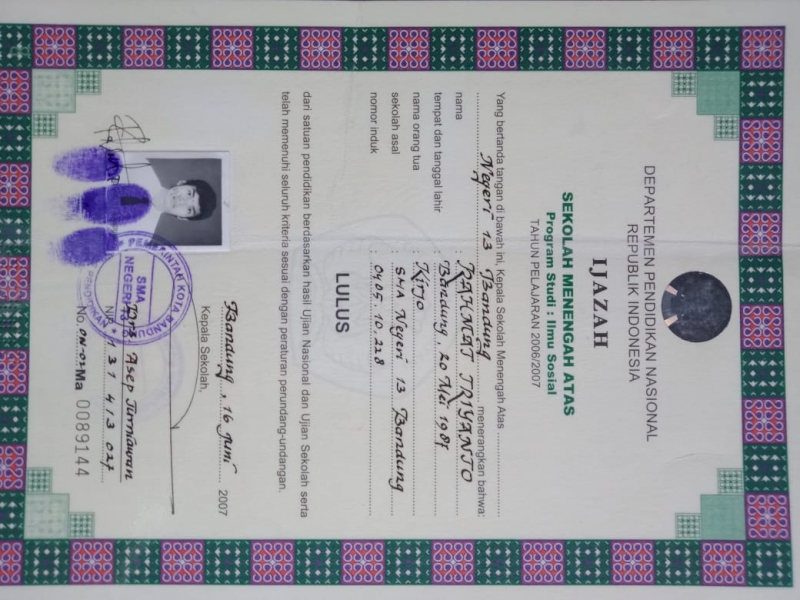 DEPARTEMEN PENDIDIKAN NASIONAL
REPUBLIK INDONESIA
IJAZAH
SEKOLAH MENENGAH ATAS
Program Studi : Ilmu Sosial
TAHUN PELAJARAN 2006/2007
Yang bertanda tangan di bawah ini, Kepala Sekolah Menengah Atas
Negeri 13 Bandung menerangkan bahwa:
nama : RAHMAT TRIYANTO
tempat dan tanggal lahir : Bandung, 20 Mei 1987
nama orang tua : Kirjo
sekolah asal : SMA Negeri 13 Bandung
nomor induk : 0405.10.228
LULUS
dari satuan pendidikan berdasarkan hasil Ujian Nasional dan Ujian Sekolah serta
telah memenuhi seluruh kriteria sesuai dengan peraturan perundang-undangan.
Bandung, 16 Juni 2007
Kepala Sekolah,
PEMERINTAH KOTA BANDUNG
SMA
NEGERI
Drs. Asep Turniawan
NIP. 131 413 027
No. ON-02 Ma 0089144